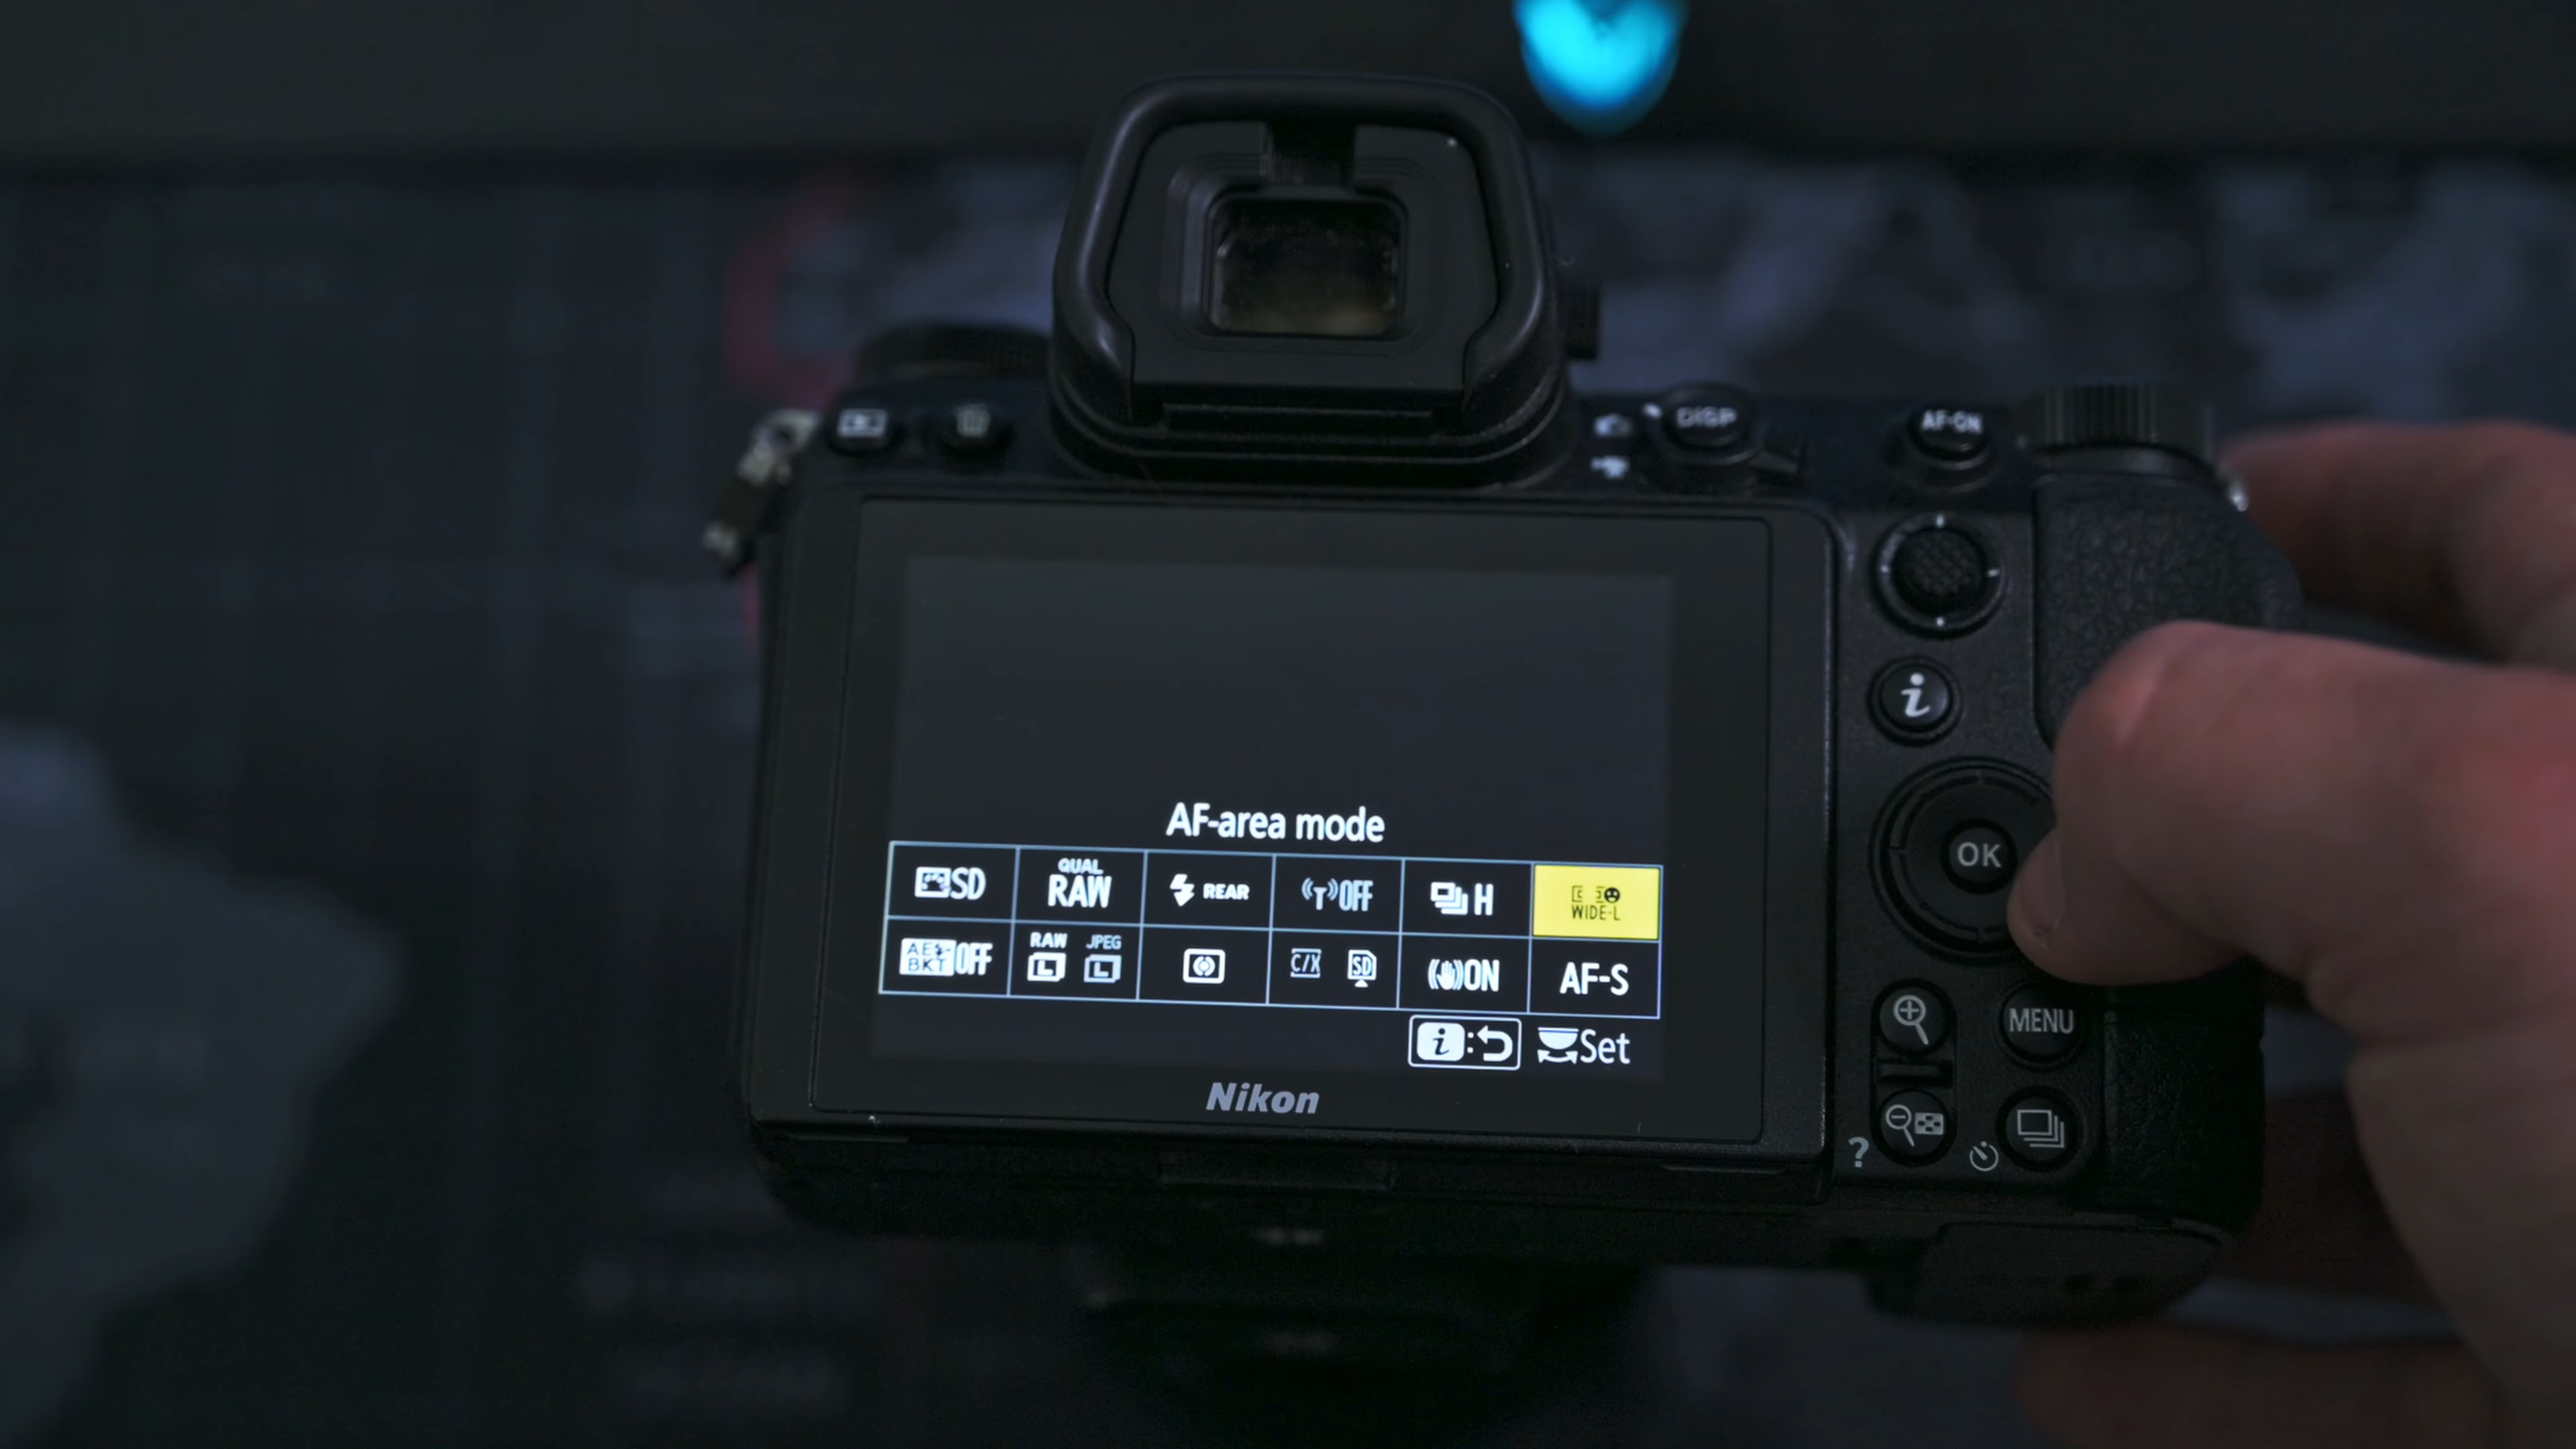 DISP
AF-ON
i
AF-area mode
SD
QUAL
RAW
REAR
OFF
H
WIDE-L
AE
BKT OFF
RAW
L
JPEG
L
C/X
SD
ON
AF-S
i:
Set
OK
MENU
Nikon
?